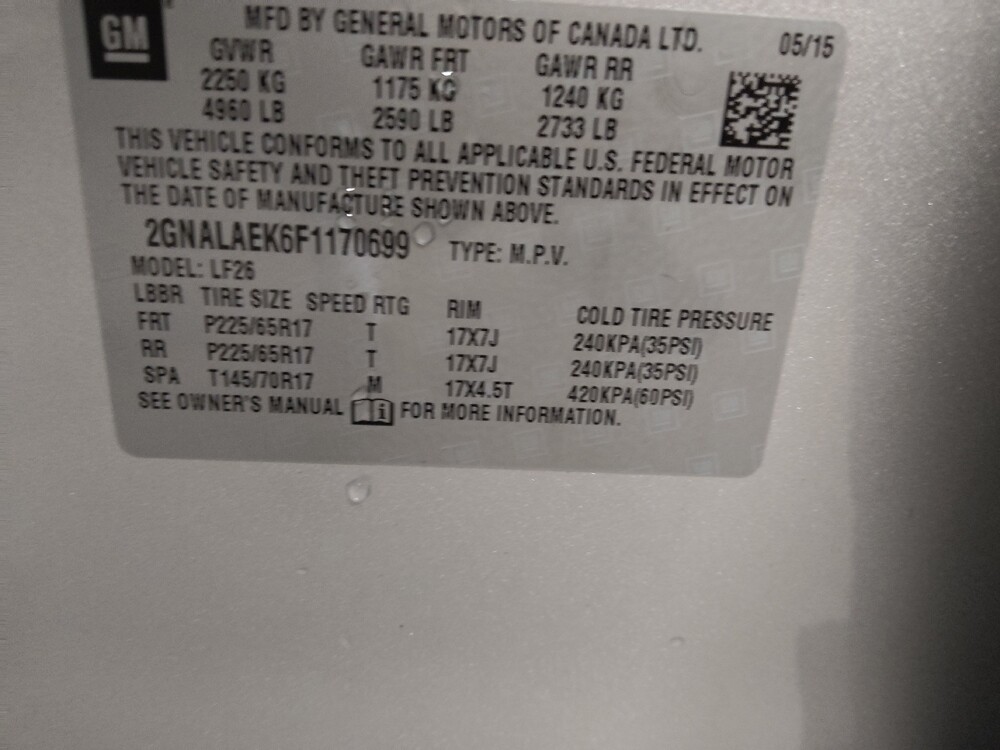 GM
MFD BY GENERAL MOTORS OF CANADA LTD. 05/15
GVWR GAWR FRT GAWR RR
2250 KG 1175 KG 1240 KG
4960 LB 2590 LB 2733 LB
THIS VEHICLE CONFORMS TO ALL APPLICABLE U.S. FEDERAL MOTOR
VEHICLE SAFETY AND THEFT PREVENTION STANDARDS IN EFFECT ON
THE DATE OF MANUFACTURE SHOWN ABOVE.
2GNALAEK6F1170699 TYPE: M.P.V.
MODEL: LF26
LBBR TIRE SIZE SPEED RTG RIM COLD TIRE PRESSURE
FRT P225/65R17 T 17X7J 240KPA(35PSI)
RR P225/65R17 T 17X7J 240KPA(35PSI)
SPA T145/70R17 M 17X4.5T 420KPA(60PSI)
SEE OWNER'S MANUAL i FOR MORE INFORMATION.